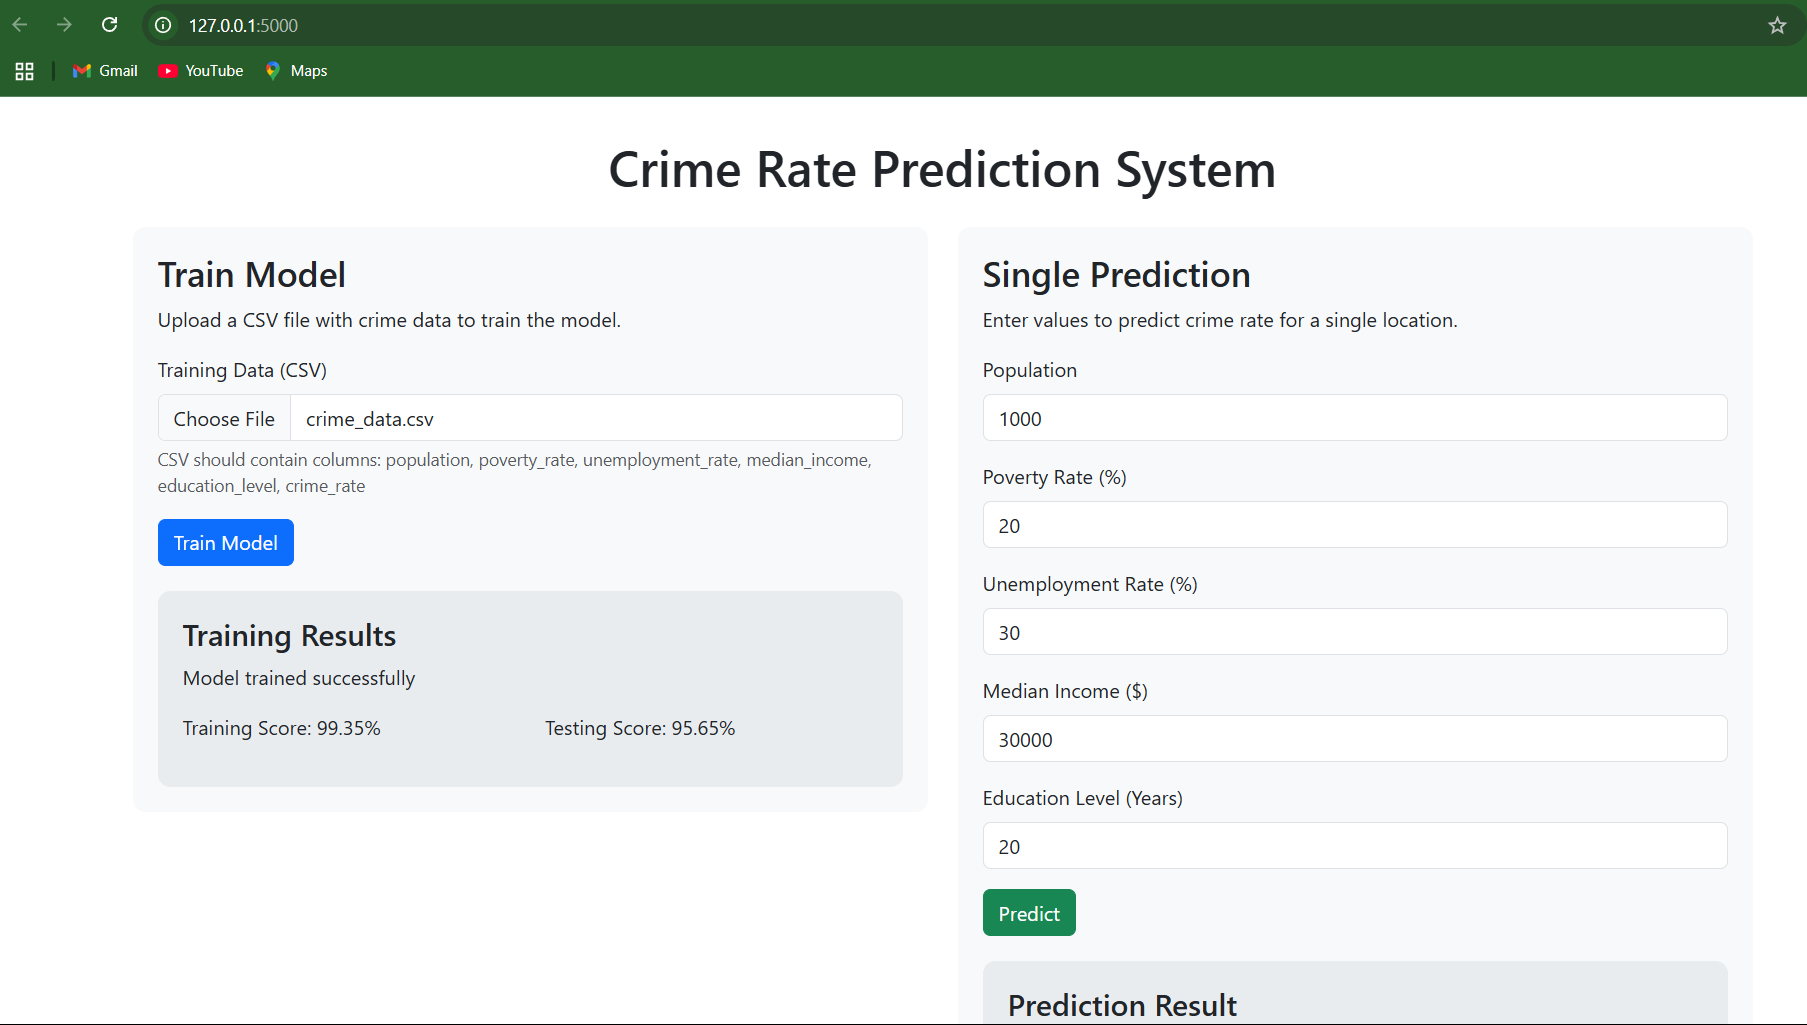 127.0.0.1:5000
Gmail YouTube Maps
Crime Rate Prediction System
Train Model
Upload a CSV file with crime data to train the model.
Training Data (CSV)
Choose File crime_data.csv
CSV should contain columns: population, poverty_rate, unemployment_rate, median_income,
education_level, crime_rate
Train Model
Training Results
Model trained successfully
Training Score: 99.35% Testing Score: 95.65%
Single Prediction
Enter values to predict crime rate for a single location.
Population
1000
Poverty Rate (%)
20
Unemployment Rate (%)
30
Median Income ($)
30000
Education Level (Years)
20
Predict
Prediction Result